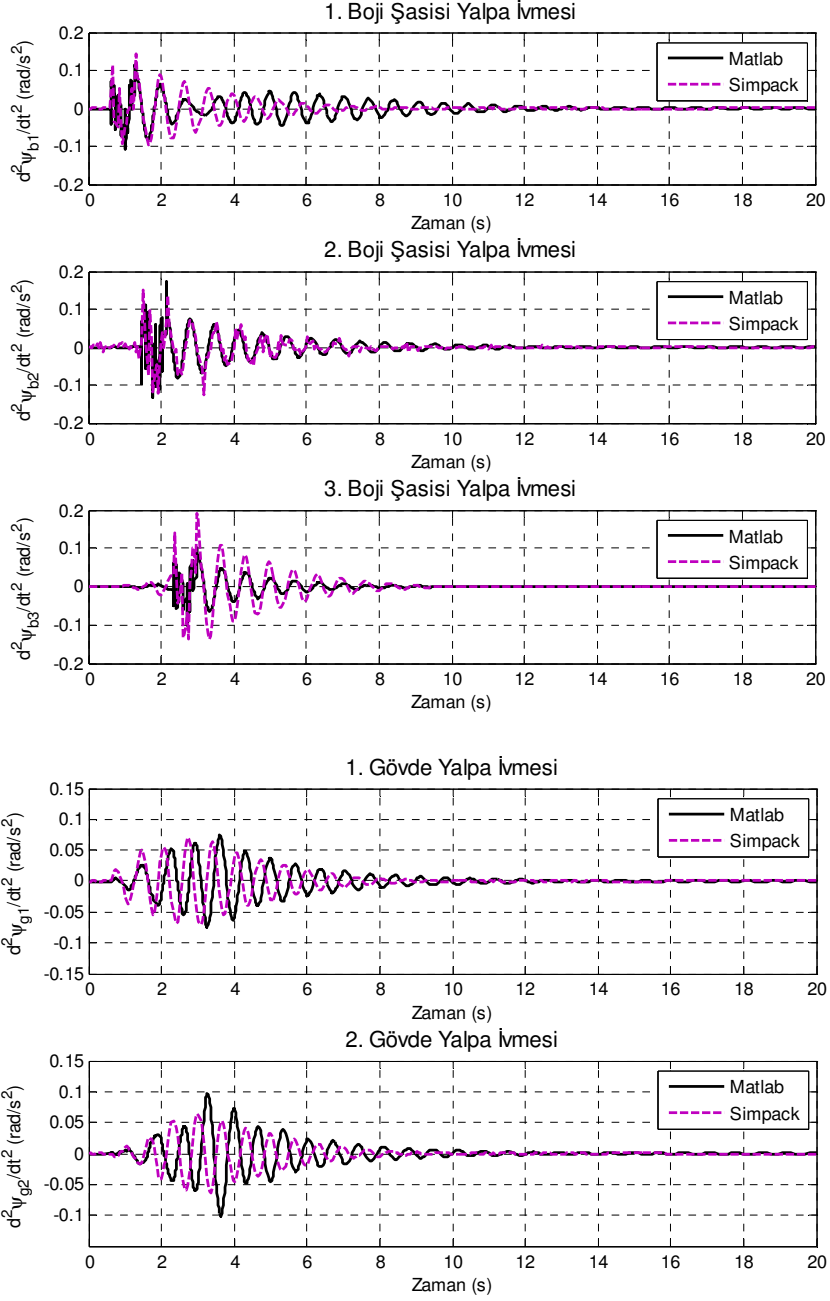 1. Boji Şasisi Yalpa İvmesi
d²ψb1/dt² (rad/s²)
0.2
0.1
0
-0.1
-0.2
Matlab
Simpack
0 2 4 6 8 10 12 14 16 18 20
Zaman (s)
2. Boji Şasisi Yalpa İvmesi
d²ψb2/dt² (rad/s²)
0.2
0.1
0
-0.1
-0.2
Matlab
Simpack
0 2 4 6 8 10 12 14 16 18 20
Zaman (s)
3. Boji Şasisi Yalpa İvmesi
d²ψb3/dt² (rad/s²)
0.2
0.1
0
-0.1
-0.2
Matlab
Simpack
0 2 4 6 8 10 12 14 16 18 20
Zaman (s)
1. Gövde Yalpa İvmesi
d²ψg1/dt² (rad/s²)
0.15
0.1
0.05
0
-0.05
-0.1
-0.15
Matlab
Simpack
0 2 4 6 8 10 12 14 16 18 20
Zaman (s)
2. Gövde Yalpa İvmesi
d²ψg2/dt² (rad/s²)
0.15
0.1
0.05
0
-0.05
-0.1
Matlab
Simpack
0 2 4 6 8 10 12 14 16 18 20
Zaman (s)